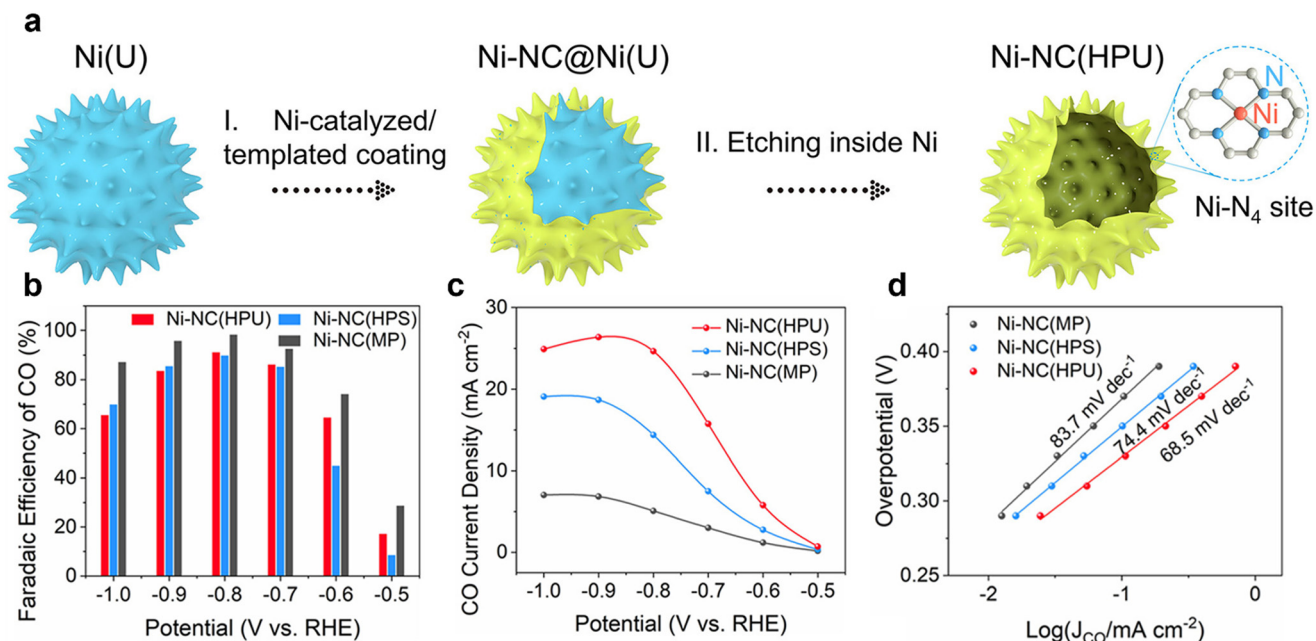 a
Ni(U)
Ni-NC@Ni(U)
Ni-NC(HPU)
I. Ni-catalyzed/
templated coating
II. Etching inside Ni
N
Ni
Ni-N₄ site
b
Faradaic Efficiency of CO (%)
100
80
60
40
20
0
Ni-NC(HPU)
Ni-NC(HPS)
Ni-NC(MP)
-1.0 -0.9 -0.8 -0.7 -0.6 -0.5
Potential (V vs. RHE)
c
CO Current Density (mA cm⁻²)
30
20
10
0
Ni-NC(HPU)
Ni-NC(HPS)
Ni-NC(MP)
-1.0 -0.9 -0.8 -0.7 -0.6 -0.5
Potential (V vs. RHE)
d
Overpotential (V)
0.40
0.35
0.30
0.25
Ni-NC(MP)
Ni-NC(HPS)
Ni-NC(HPU)
83.7 mV dec⁻¹
74.4 mV dec⁻¹
68.5 mV dec⁻¹
-2 -1 0
Log(J_CO/mA cm⁻²)